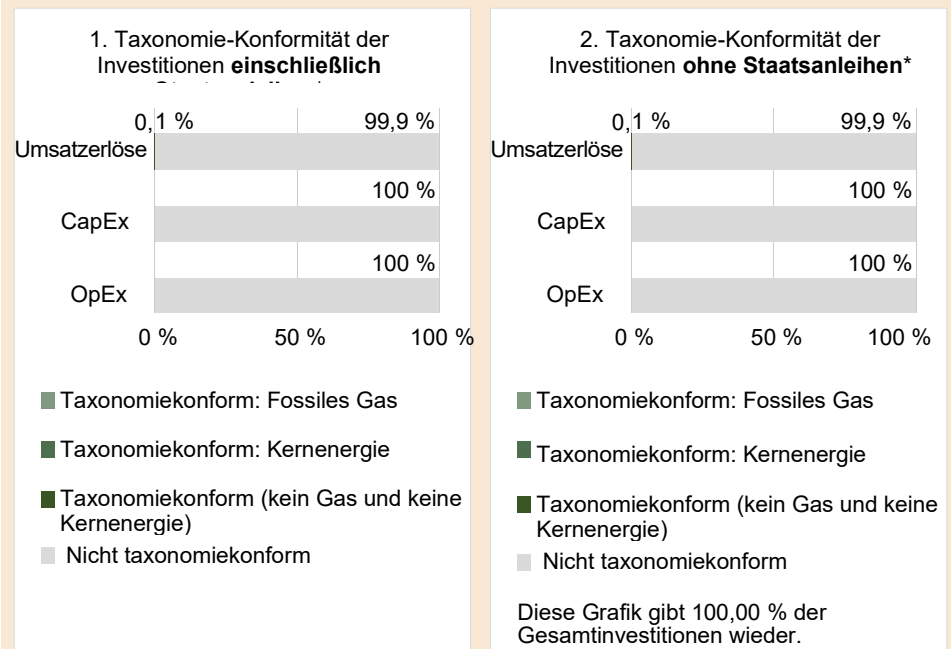 1. Taxonomie-Konformität der
Investitionen einschließlich
0,1 % 99,9 %
Umsatzerlöse
100 %
CapEx
100 %
OpEx
0 % 50 % 100 %
Taxonomiekonform: Fossiles Gas
Taxonomiekonform: Kernenergie
Taxonomiekonform (kein Gas und keine
Kernenergie)
Nicht taxonomiekonform
2. Taxonomie-Konformität der
Investitionen ohne Staatsanleihen*
0,1 % 99,9 %
Umsatzerlöse
100 %
CapEx
100 %
OpEx
0 % 50 % 100 %
Taxonomiekonform: Fossiles Gas
Taxonomiekonform: Kernenergie
Taxonomiekonform (kein Gas und keine
Kernenergie)
Nicht taxonomiekonform
Diese Grafik gibt 100,00 % der
Gesamtinvestitionen wieder.